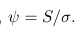 , ψ = S/σ.